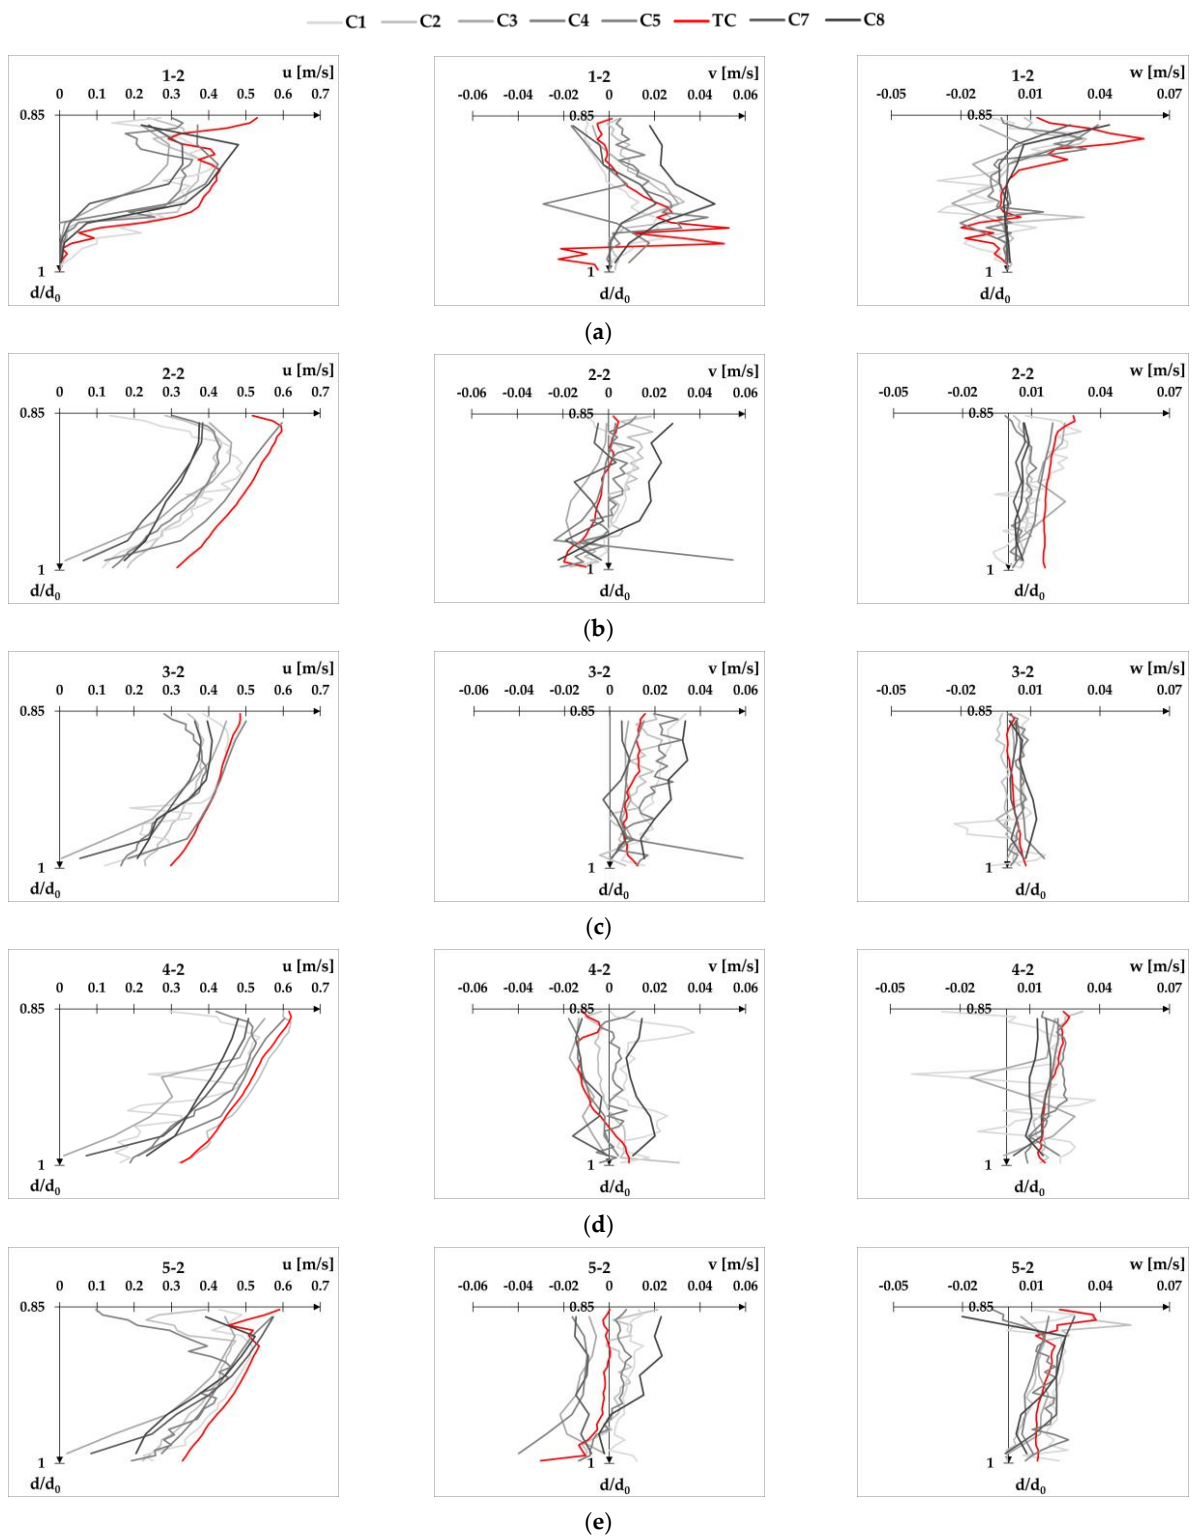 C1 C2 C3 C4 C5 TC C7 C8
1-2 u [m/s]
0 0.1 0.2 0.3 0.4 0.5 0.6 0.7
0.85
1
d/d0
1-2 v [m/s]
-0.06 -0.04 -0.02 0 0.02 0.04 0.06
0.85
1
d/d0
1-2 w [m/s]
-0.05 -0.02 0.01 0.04 0.07
0.85
1
d/d0
(a)
2-2 u [m/s]
0 0.1 0.2 0.3 0.4 0.5 0.6 0.7
0.85
1
d/d0
2-2 v [m/s]
-0.06 -0.04 -0.02 0 0.02 0.04 0.06
0.85
1
d/d0
2-2 w [m/s]
-0.05 -0.02 0.01 0.04 0.07
0.85
1
d/d0
(b)
3-2 u [m/s]
0 0.1 0.2 0.3 0.4 0.5 0.6 0.7
0.85
1
d/d0
3-2 v [m/s]
-0.06 -0.04 -0.02 0 0.02 0.04 0.06
0.85
1
d/d0
3-2 w [m/s]
-0.05 -0.02 0.01 0.04 0.07
0.85
1
d/d0
(c)
4-2 u [m/s]
0 0.1 0.2 0.3 0.4 0.5 0.6 0.7
0.85
1
d/d0
4-2 v [m/s]
-0.06 -0.04 -0.02 0 0.02 0.04 0.06
0.85
1
d/d0
4-2 w [m/s]
-0.05 -0.02 0.01 0.04 0.07
0.85
1
d/d0
(d)
5-2 u [m/s]
0 0.1 0.2 0.3 0.4 0.5 0.6 0.7
0.85
1
d/d0
5-2 v [m/s]
-0.06 -0.04 -0.02 0 0.02 0.04 0.06
0.85
1
d/d0
5-2 w [m/s]
-0.05 -0.02 0.01 0.04 0.07
0.85
1
d/d0
(e)